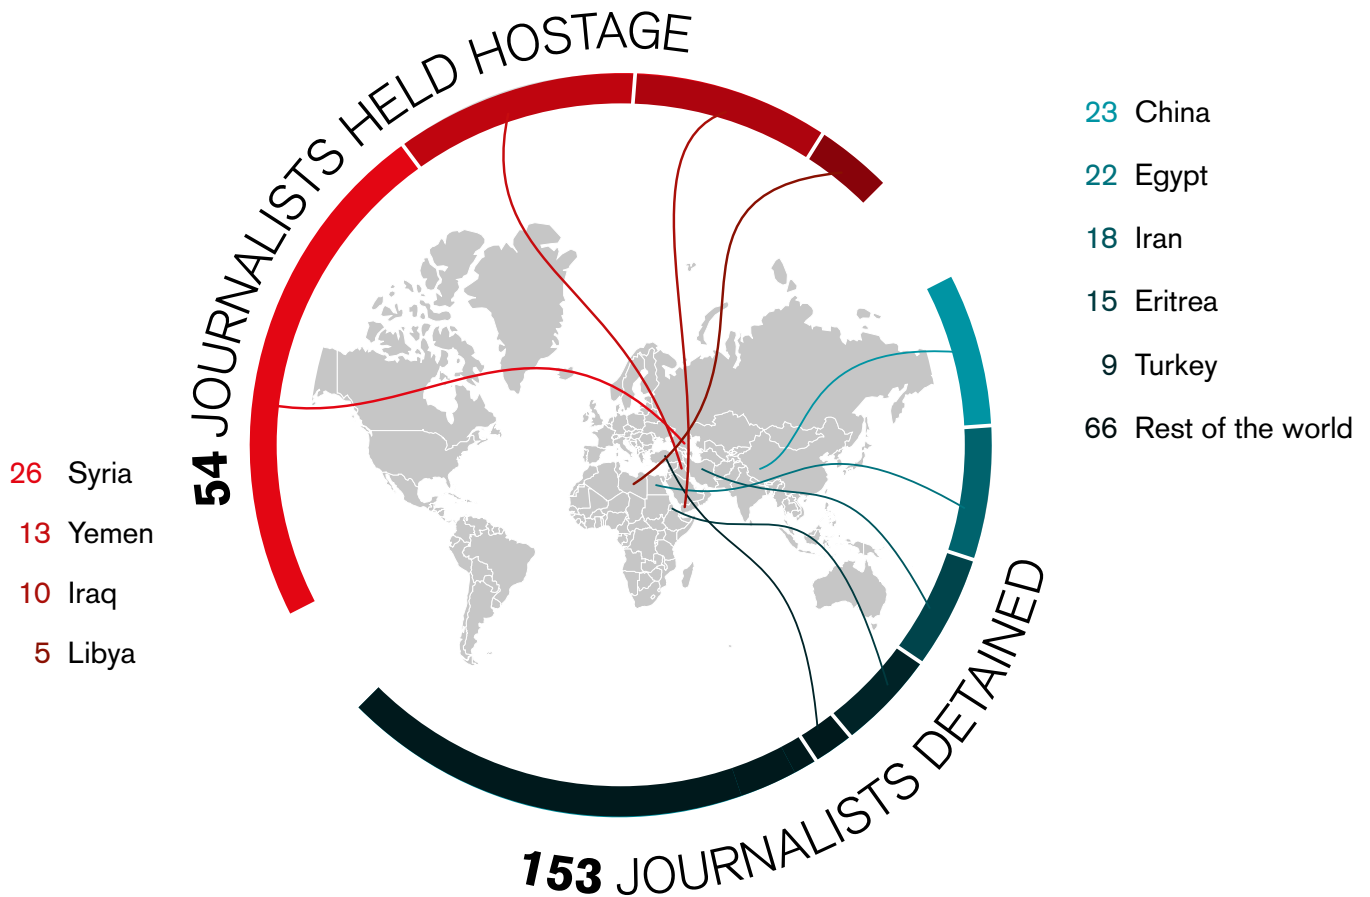 54 JOURNALISTS HELD HOSTAGE
26 Syria
13 Yemen
10 Iraq
5 Libya
23 China
22 Egypt
18 Iran
15 Eritrea
9 Turkey
66 Rest of the world
153 JOURNALISTS DETAINED